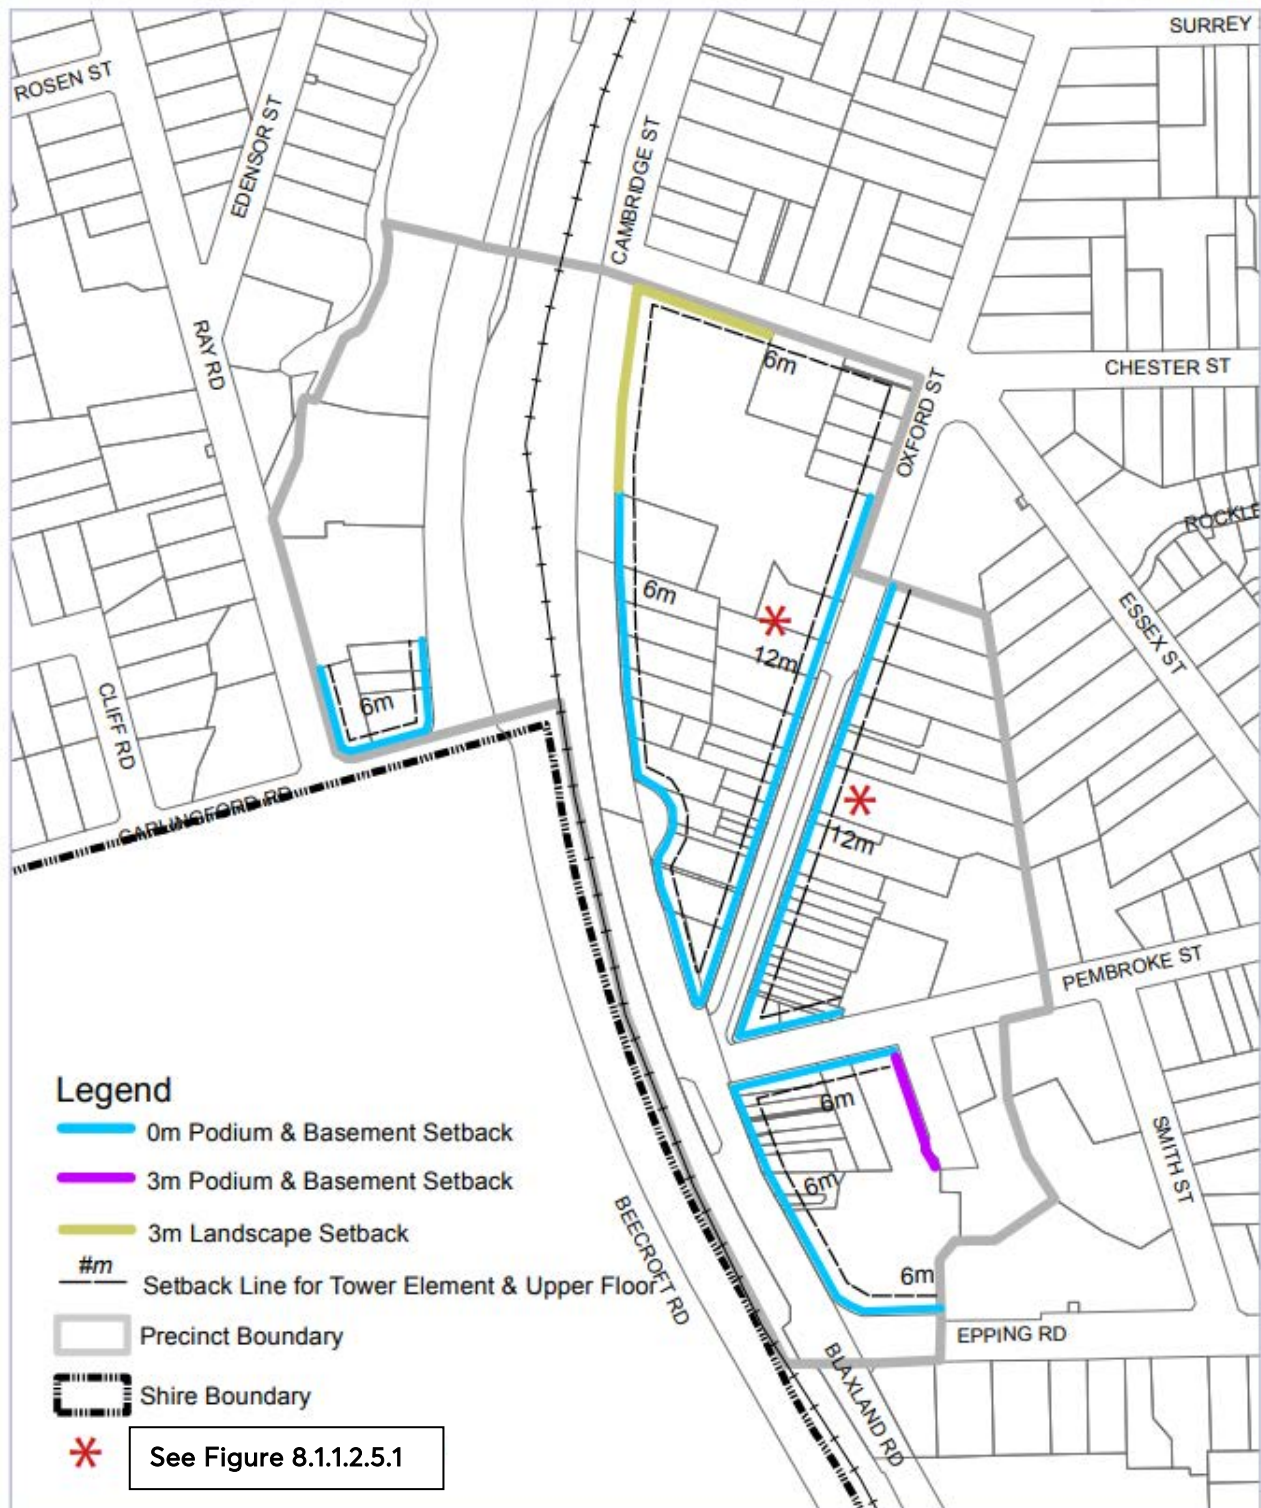 SURREY
ROSEN ST
EDENSOR ST
CAMBRIDGE ST
RAY RD
6m
CHESTER ST
OXFORD ST
ROCKLE
6m
ESSEX ST
12m
CLIFF RD
6m
CARLINGFORD RD
12m
PEMBROKE ST
6m
SMITH ST
6m
BEECROFT RD
6m
EPPING RD
BLAXLAND RD
Legend
0m Podium & Basement Setback
3m Podium & Basement Setback
3m Landscape Setback
#m
Setback Line for Tower Element & Upper Floor
Precinct Boundary
Shire Boundary
See Figure 8.1.1.2.5.1